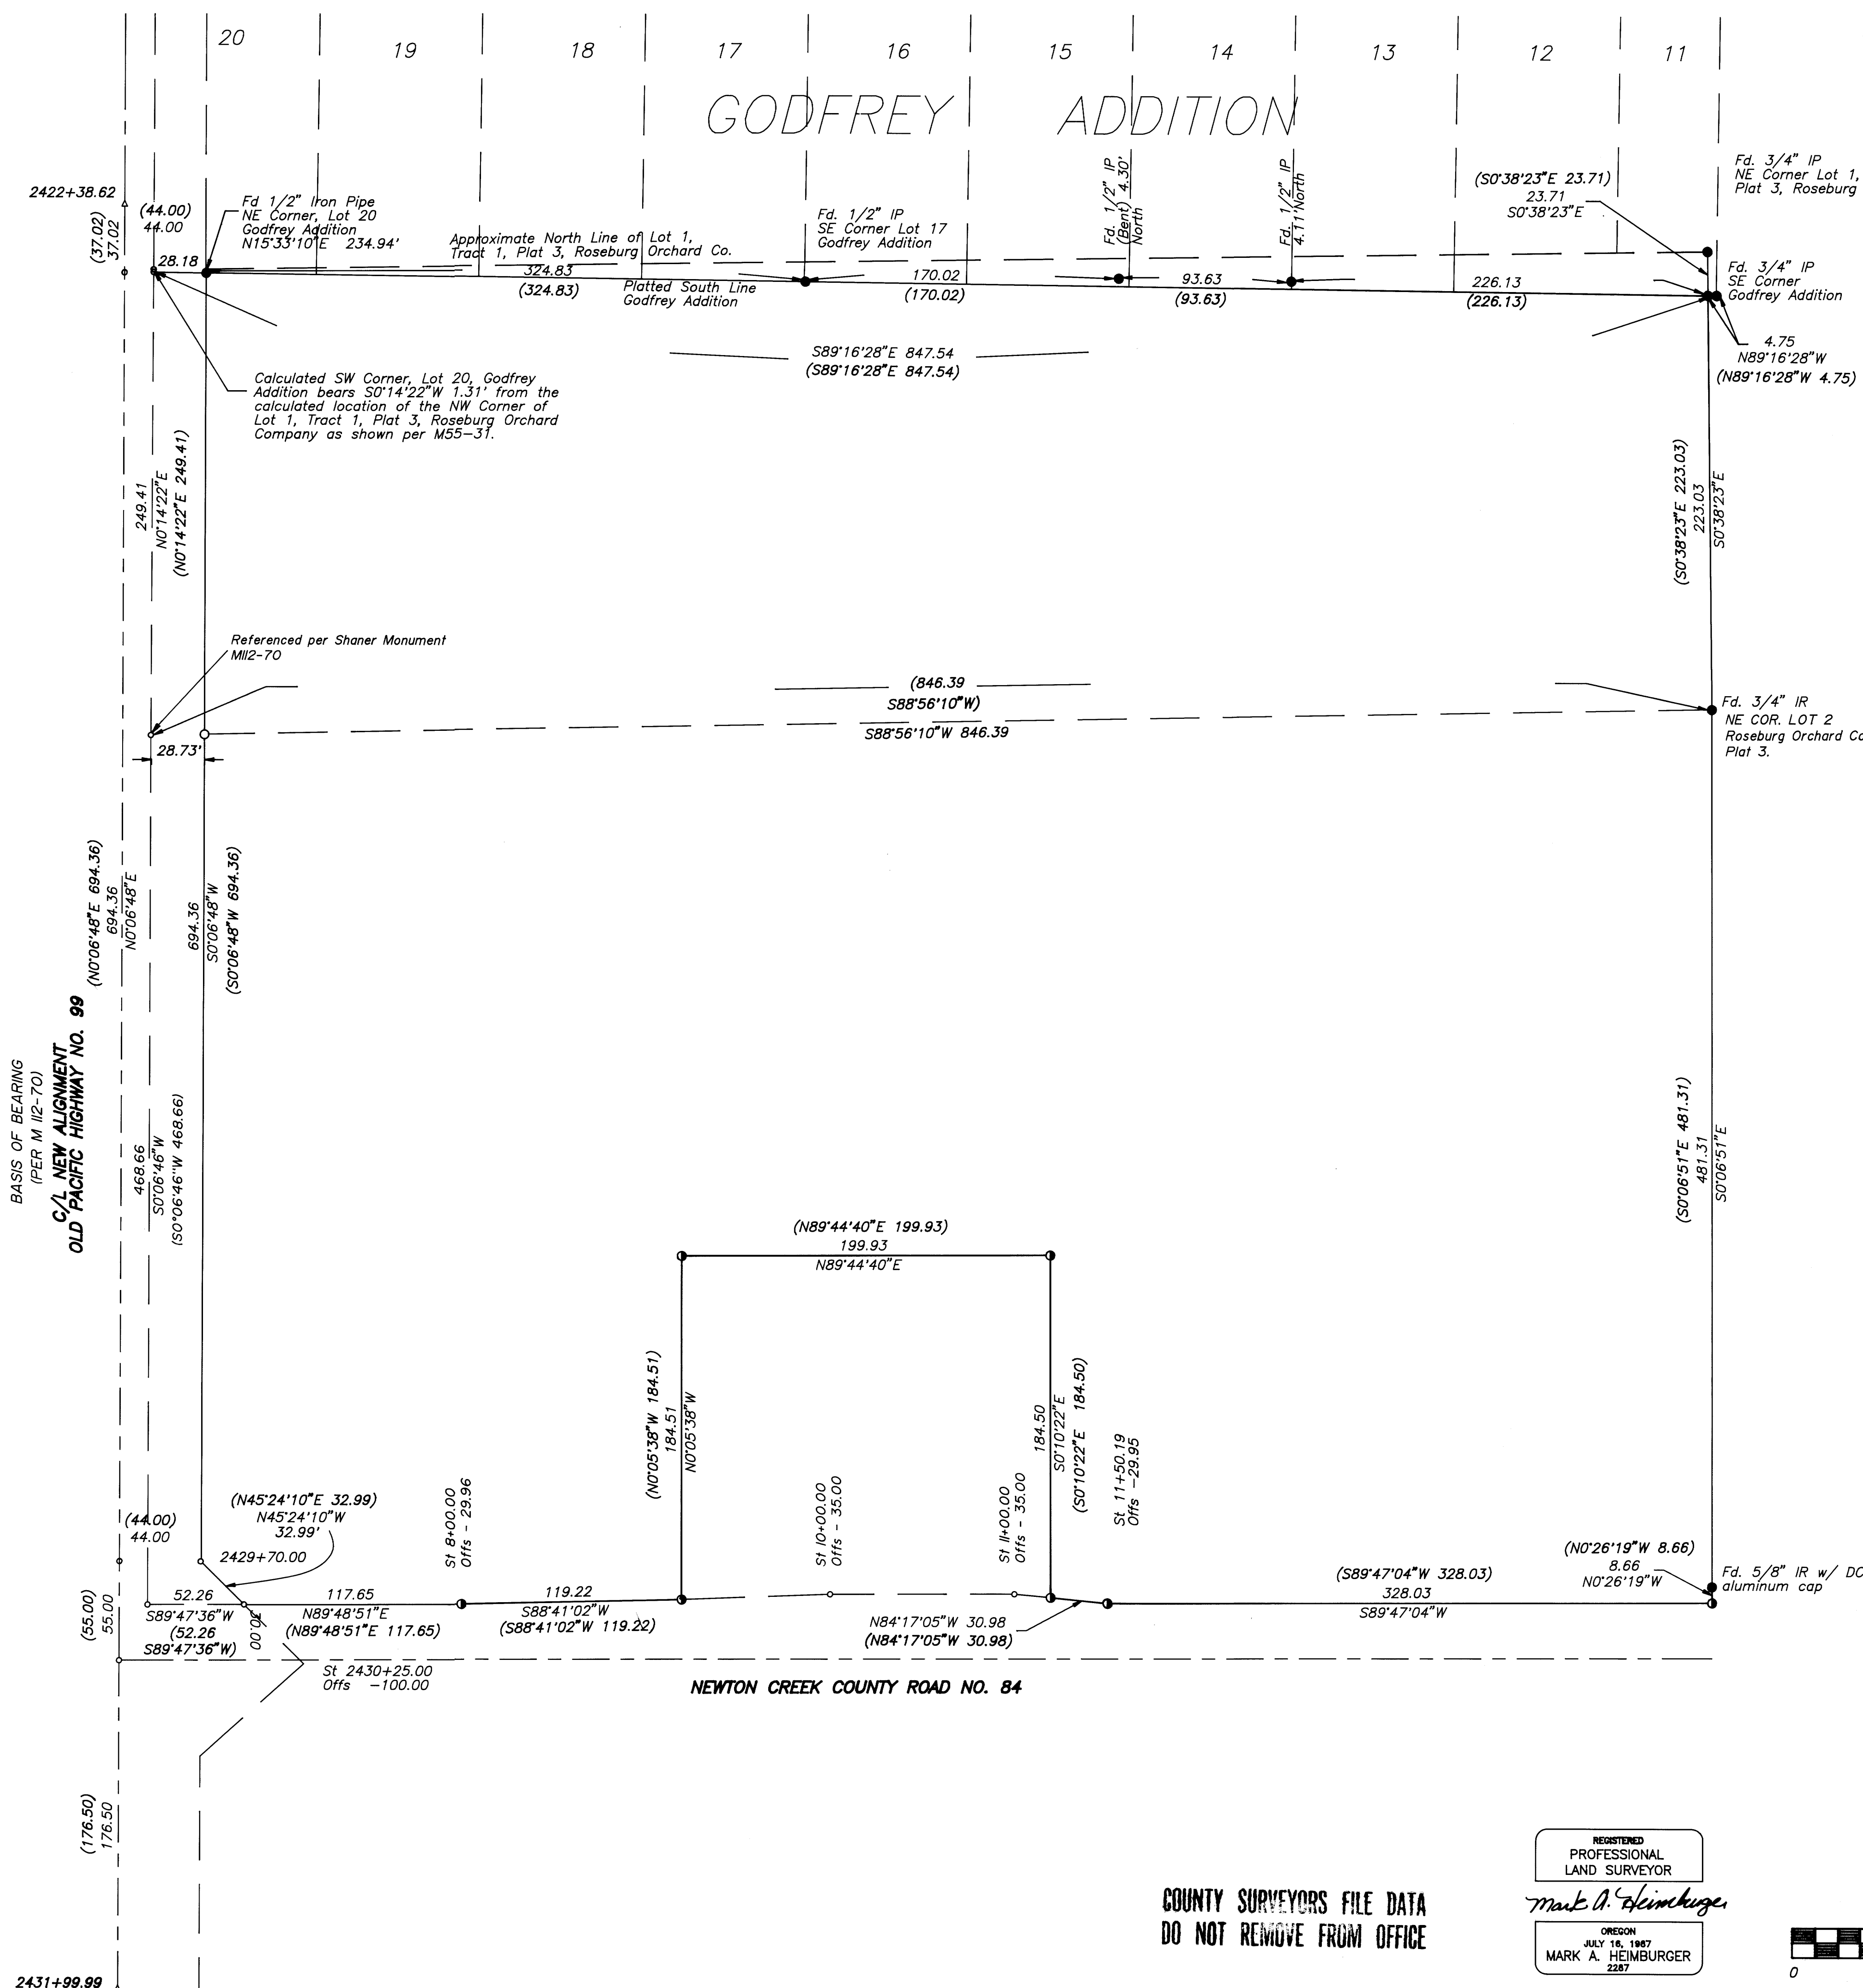 20
19
18
17
16
15
14
13
12
11
GODFREY ADDITION
2422+38.62
(37.02)
37.02
(44.00)
44.00
28.18
Fd 1/2" Iron Pipe
NE Corner, Lot 20
Godfrey Addition
N15°33'10"E 234.94'
Approximate North Line of Lot 1,
Tract 1, Plat 3, Roseburg Orchard Co.
324.83
(324.83)
Platted South Line
Godfrey Addition
Fd. 1/2" IP
SE Corner Lot 17
Godfrey Addition
170.02
(170.02)
Fd. 1/2" IP
(Bent) 4.30'
North
93.63
(93.63)
Fd. 1/2" IP
4.11'North
226.13
(226.13)
(S0°38'23"E 23.71)
23.71
S0°38'23"E
Fd. 3/4" IP
NE Corner Lot 1,
Plat 3, Roseburg
Fd. 3/4" IP
SE Corner
Godfrey Addition
4.75
N89°16'28"W
(N89°16'28"W 4.75)
S89°16'28"E 847.54
(S89°16'28"E 847.54)
Calculated SW Corner, Lot 20, Godfrey
Addition bears S0°14'22"W 1.31' from the
calculated location of the NW Corner of
Lot 1, Tract 1, Plat 3, Roseburg Orchard
Company as shown per M55-31.
249.41
N0°14'22"E
(N0°14'22"E 249.41)
(S0°38'23"E 223.03)
223.03
S0°38'23"E
Referenced per Shaner Monument
M112-70
28.73'
(846.39
S88°56'10"W)
S88°56'10"W 846.39
Fd. 3/4" IR
NE COR. LOT 2
Roseburg Orchard Co
Plat 3.
(N0°06'48"E 694.36)
694.36
N0°06'48"E
694.36
S0°06'48"W
(S0°06'48"W 694.36)
BASIS OF BEARING
(PER M 112-70)
C/L NEW ALIGNMENT
OLD PACIFIC HIGHWAY NO. 99
468.66
S0°06'46"W
(S0°06'46"W 468.66)
(S0°06'51"E 481.31)
481.31
S0°06'51"E
(N89°44'40"E 199.93)
199.93
N89°44'40"E
(N0°05'38"W 184.51)
184.51
N0°05'38"W
184.50
S0°10'22"E
(S0°10'22"E 184.50)
(N45°24'10"E 32.99)
N45°24'10"W
32.99'
(44.00)
44.00
2429+70.00
St 8+00.00
Offs - 29.96
St 10+00.00
Offs - 35.00
St 11+00.00
Offs - 35.00
St 11+50.19
Offs -29.95
(N0°26'19"W 8.66)
8.66
N0°26'19"W
Fd. 5/8" IR w/ DC
aluminum cap
(55.00)
55.00
52.26
S89°47'36"W
(52.26
S89°47'36"W)
30.00
117.65
N89°48'51"E
(N89°48'51"E 117.65)
119.22
S88°41'02"W
(S88°41'02"W 119.22)
N84°17'05"W 30.98
(N84°17'05"W 30.98)
(S89°47'04"W 328.03)
328.03
S89°47'04"W
St 2430+25.00
Offs -100.00
NEWTON CREEK COUNTY ROAD NO. 84
(176.50)
176.50
2431+99.99
COUNTY SURVEYORS FILE DATA
DO NOT REMOVE FROM OFFICE
REGISTERED
PROFESSIONAL
LAND SURVEYOR
Mark A. Heimburger
OREGON
JULY 16, 1987
MARK A. HEIMBURGER
2287
0